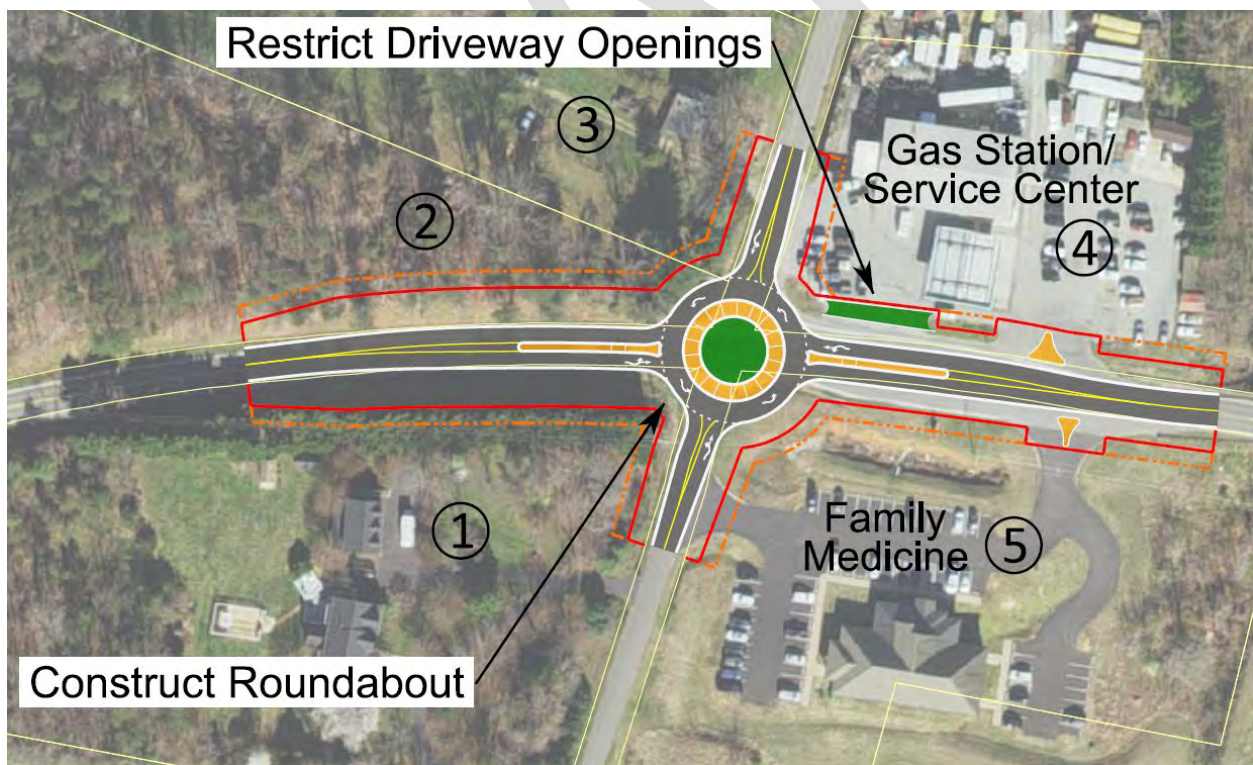 Restrict Driveway Openings
③
Gas Station/
Service Center
②
④
①
Family
Medicine ⑤
Construct Roundabout